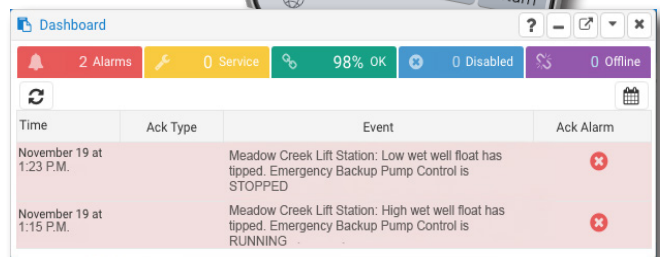 Turn
Dashboard
2 Alarms 0 Service 98% OK 0 Disabled 0 Offline
Time Ack Type Event Ack Alarm
November 19 at
1:23 P.M.
Meadow Creek Lift Station: Low wet well float has
tipped. Emergency Backup Pump Control is
STOPPED
November 19 at
1:15 P.M.
Meadow Creek Lift Station: High wet well float has
tipped. Emergency Backup Pump Control is
RUNNING